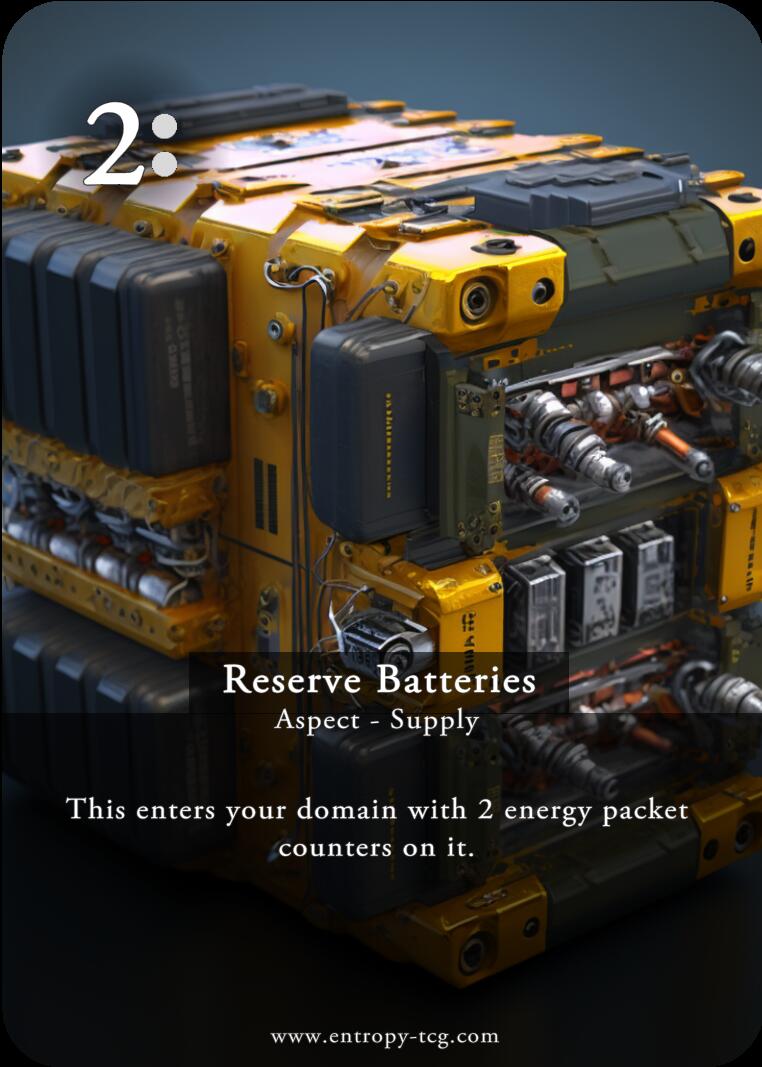 2:
Reserve Batteries
Aspect - Supply
This enters your domain with 2 energy packet
counters on it.
www.entropy-tcg.com